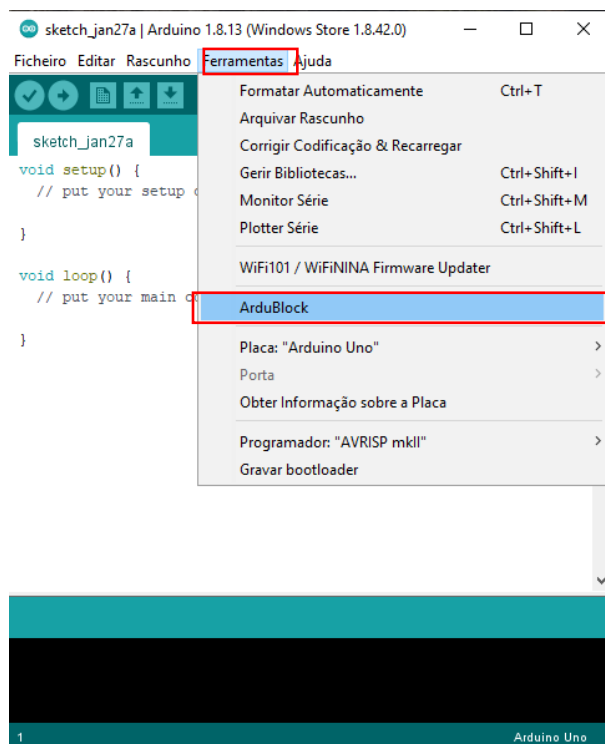 sketch_jan27a | Arduino 1.8.13 (Windows Store 1.8.42.0)
Ficheiro Editar Rascunho Ferramentas Ajuda
Formatar Automaticamente Ctrl+T
Arquivar Rascunho
sketch_jan27a
Corrigir Codificação & Recarregar
void setup() {
Gerir Bibliotecas... Ctrl+Shift+I
// put your setup
Monitor Série Ctrl+Shift+M
Plotter Série Ctrl+Shift+L
}
WiFi101 / WiFiNINA Firmware Updater
void loop() {
// put your main
ArduBlock
}
Placa: "Arduino Uno"
Porta
Obter Informação sobre a Placa
Programador: "AVRISP mkII"
Gravar bootloader
1 Arduino Uno